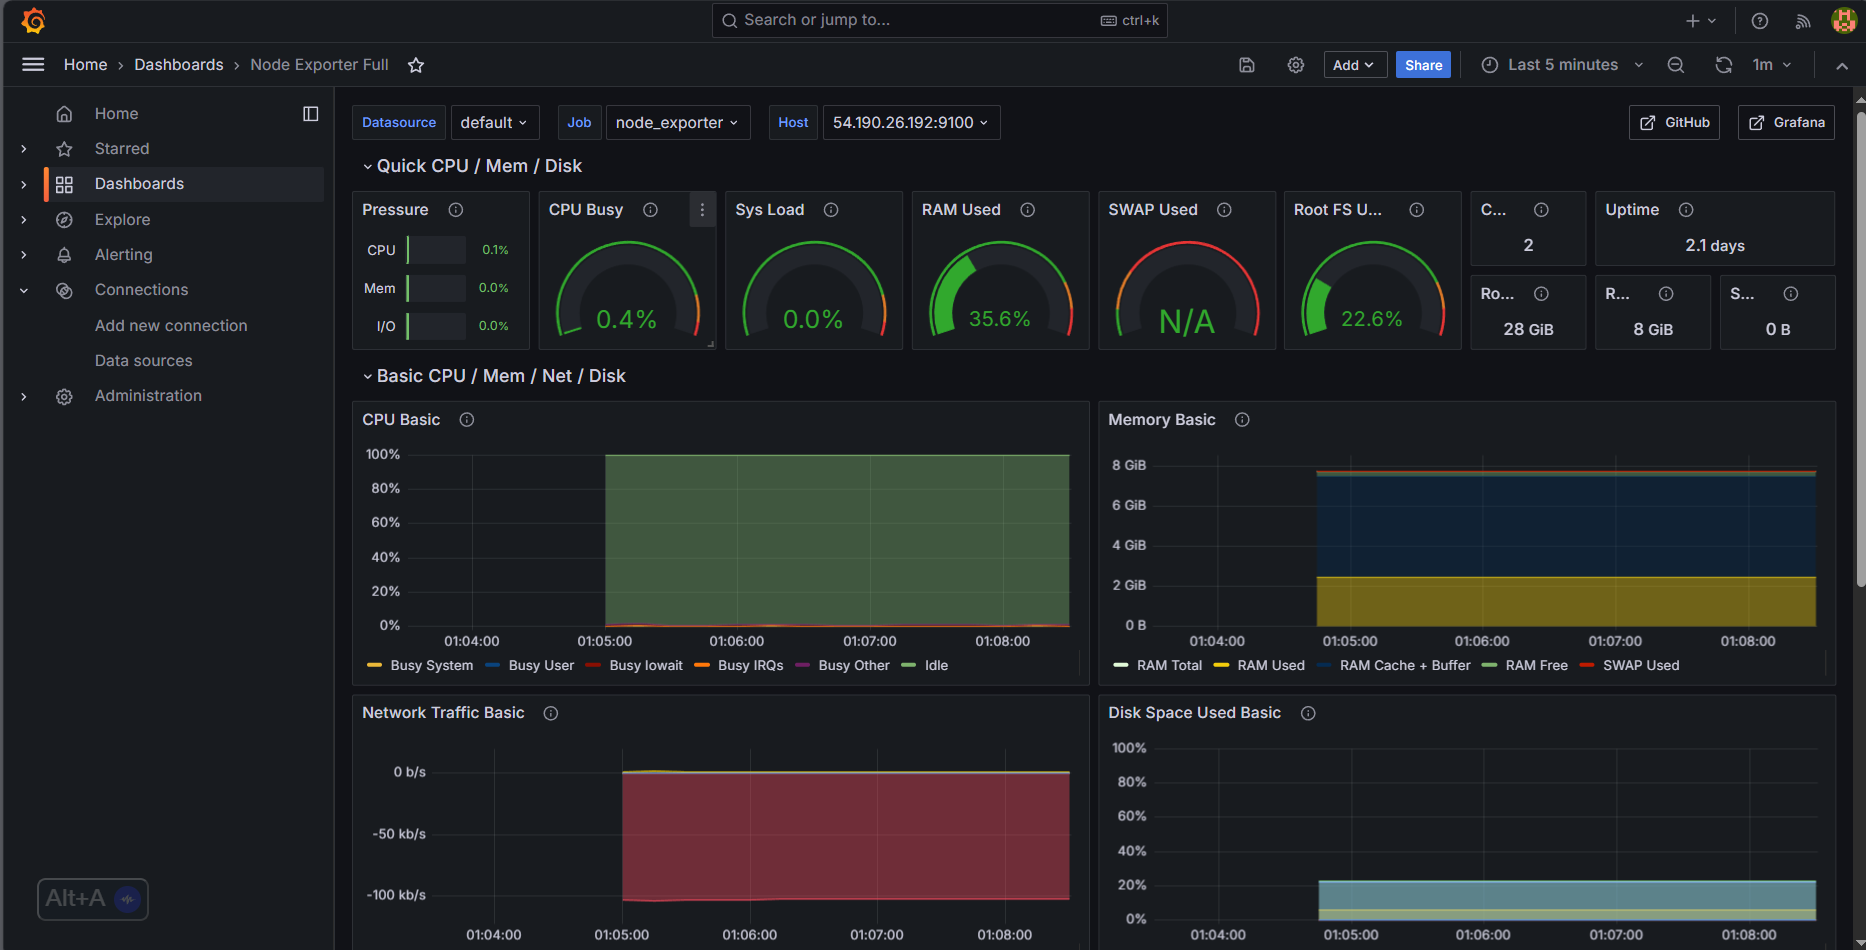 Search or jump to... ctrl+k
Home › Dashboards › Node Exporter Full
Add Share Last 5 minutes 1m
Home
Starred
Dashboards
Explore
Alerting
Connections
Add new connection
Data sources
Administration
Alt+A
Datasource default Job node_exporter Host 54.190.26.192:9100 GitHub Grafana
Quick CPU / Mem / Disk
Pressure
CPU 0.1%
Mem 0.0%
I/O 0.0%
CPU Busy
0.4%
Sys Load
0.0%
RAM Used
35.6%
SWAP Used
N/A
Root FS U...
22.6%
C...
2
Uptime
2.1 days
Ro...
28 GiB
R...
8 GiB
S...
0 B
Basic CPU / Mem / Net / Disk
CPU Basic
100%
80%
60%
40%
20%
0%
01:04:00 01:05:00 01:06:00 01:07:00 01:08:00
Busy System Busy User Busy Iowait Busy IRQs Busy Other Idle
Memory Basic
8 GiB
6 GiB
4 GiB
2 GiB
0 B
01:04:00 01:05:00 01:06:00 01:07:00 01:08:00
RAM Total RAM Used RAM Cache + Buffer RAM Free SWAP Used
Network Traffic Basic
0 b/s
-50 kb/s
-100 kb/s
01:04:00 01:05:00 01:06:00 01:07:00 01:08:00
Disk Space Used Basic
100%
80%
60%
40%
20%
0%
01:04:00 01:05:00 01:06:00 01:07:00 01:08:00